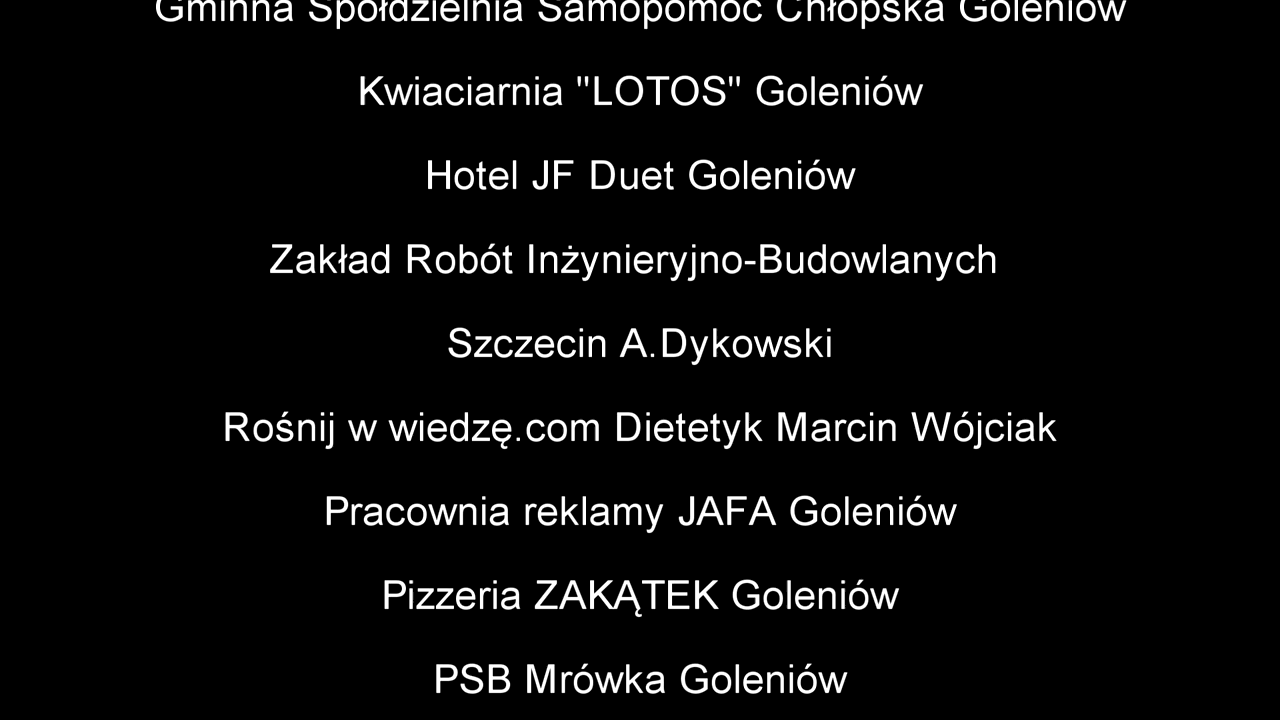 Gminna Spółdzielnia Samopomoc Chłopska Goleniów
Kwiaciarnia "LOTOS" Goleniów
Hotel JF Duet Goleniów
Zakład Robót Inżynieryjno-Budowlanych
Szczecin A.Dykowski
Rośnij w wiedzę.com Dietetyk Marcin Wójciak
Pracownia reklamy JAFA Goleniów
Pizzeria ZAKĄTEK Goleniów
PSB Mrówka Goleniów